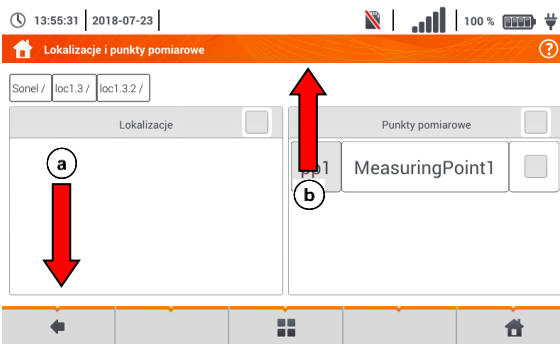 13:55:31 2018-07-23 100 %
Lokalizacje i punkty pomiarowe ?
Sonel / loc1.3 / loc1.3.2 /
Lokalizacje Punkty pomiarowe
a
pp1 MeasuringPoint1
b